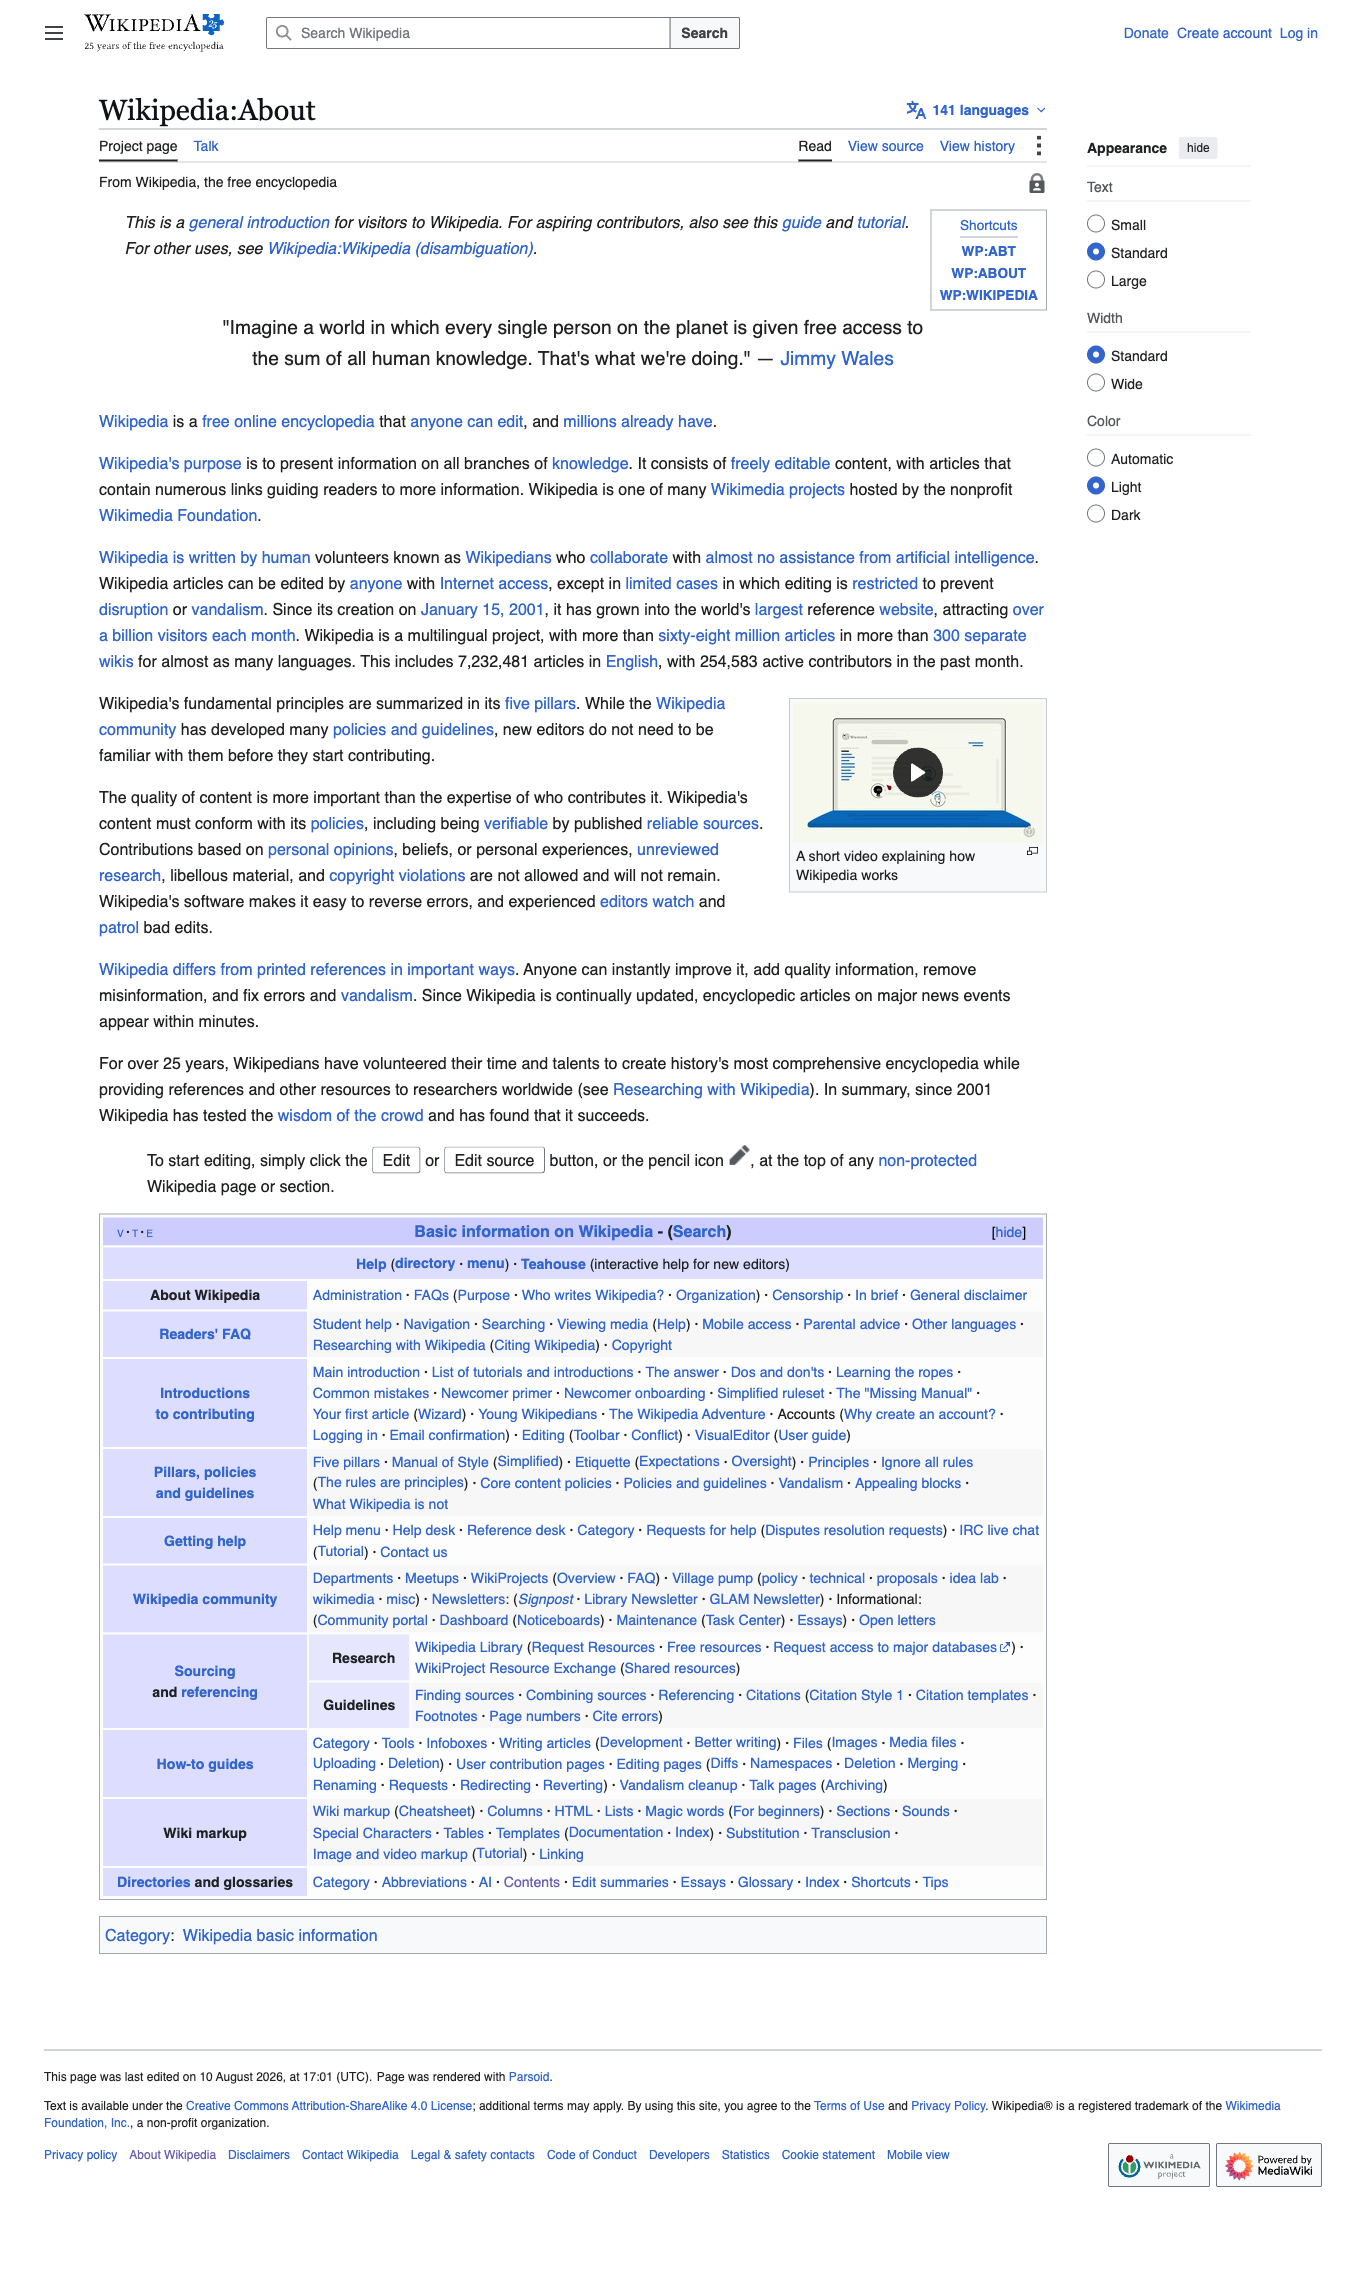 WIKIPEDIA 25
25 years of the free encyclopedia
Search Wikipedia
Search
Donate Create account Log in
Wikipedia:About
141 languages
Project page Talk
Read View source View history
From Wikipedia, the free encyclopedia
This is a general introduction for visitors to Wikipedia. For aspiring contributors, also see this guide and tutorial.
For other uses, see Wikipedia:Wikipedia (disambiguation).
Shortcuts
WP:ABT
WP:ABOUT
WP:WIKIPEDIA
"Imagine a world in which every single person on the planet is given free access to
the sum of all human knowledge. That's what we're doing." — Jimmy Wales
Wikipedia is a free online encyclopedia that anyone can edit, and millions already have.
Wikipedia's purpose is to present information on all branches of knowledge. It consists of freely editable content, with articles that
contain numerous links guiding readers to more information. Wikipedia is one of many Wikimedia projects hosted by the nonprofit
Wikimedia Foundation.
Wikipedia is written by human volunteers known as Wikipedians who collaborate with almost no assistance from artificial intelligence.
Wikipedia articles can be edited by anyone with Internet access, except in limited cases in which editing is restricted to prevent
disruption or vandalism. Since its creation on January 15, 2001, it has grown into the world's largest reference website, attracting over
a billion visitors each month. Wikipedia is a multilingual project, with more than sixty-eight million articles in more than 300 separate
wikis for almost as many languages. This includes 7,232,481 articles in English, with 254,583 active contributors in the past month.
Wikipedia's fundamental principles are summarized in its five pillars. While the Wikipedia
community has developed many policies and guidelines, new editors do not need to be
familiar with them before they start contributing.
The quality of content is more important than the expertise of who contributes it. Wikipedia's
content must conform with its policies, including being verifiable by published reliable sources.
Contributions based on personal opinions, beliefs, or personal experiences, unreviewed
research, libellous material, and copyright violations are not allowed and will not remain.
Wikipedia's software makes it easy to reverse errors, and experienced editors watch and
patrol bad edits.
A short video explaining how
Wikipedia works
Wikipedia differs from printed references in important ways. Anyone can instantly improve it, add quality information, remove
misinformation, and fix errors and vandalism. Since Wikipedia is continually updated, encyclopedic articles on major news events
appear within minutes.
For over 25 years, Wikipedians have volunteered their time and talents to create history's most comprehensive encyclopedia while
providing references and other resources to researchers worldwide (see Researching with Wikipedia). In summary, since 2001
Wikipedia has tested the wisdom of the crowd and has found that it succeeds.
To start editing, simply click the Edit or Edit source button, or the pencil icon , at the top of any non-protected
Wikipedia page or section.
V · T · E Basic information on Wikipedia - (Search) [hide]
Help (directory · menu) · Teahouse (interactive help for new editors)
About Wikipedia
Administration · FAQs (Purpose · Who writes Wikipedia? · Organization) · Censorship · In brief · General disclaimer
Readers' FAQ
Student help · Navigation · Searching · Viewing media (Help) · Mobile access · Parental advice · Other languages ·
Researching with Wikipedia (Citing Wikipedia) · Copyright
Introductions
to contributing
Main introduction · List of tutorials and introductions · The answer · Dos and don'ts · Learning the ropes ·
Common mistakes · Newcomer primer · Newcomer onboarding · Simplified ruleset · The "Missing Manual" ·
Your first article (Wizard) · Young Wikipedians · The Wikipedia Adventure · Accounts (Why create an account? ·
Logging in · Email confirmation) · Editing (Toolbar · Conflict) · VisualEditor (User guide)
Pillars, policies
and guidelines
Five pillars · Manual of Style (Simplified) · Etiquette (Expectations · Oversight) · Principles · Ignore all rules
(The rules are principles) · Core content policies · Policies and guidelines · Vandalism · Appealing blocks ·
What Wikipedia is not
Getting help
Help menu · Help desk · Reference desk · Category · Requests for help (Disputes resolution requests) · IRC live chat
(Tutorial) · Contact us
Wikipedia community
Departments · Meetups · WikiProjects (Overview · FAQ) · Village pump (policy · technical · proposals · idea lab ·
wikimedia · misc) · Newsletters: (Signpost · Library Newsletter · GLAM Newsletter) · Informational:
(Community portal · Dashboard (Noticeboards) · Maintenance (Task Center) · Essays) · Open letters
Sourcing
and referencing
Research
Wikipedia Library (Request Resources · Free resources · Request access to major databases) ·
WikiProject Resource Exchange (Shared resources)
Guidelines
Finding sources · Combining sources · Referencing · Citations (Citation Style 1 · Citation templates ·
Footnotes · Page numbers · Cite errors)
How-to guides
Category · Tools · Infoboxes · Writing articles (Development · Better writing) · Files (Images · Media files ·
Uploading · Deletion) · User contribution pages · Editing pages (Diffs · Namespaces · Deletion · Merging ·
Renaming · Requests · Redirecting · Reverting) · Vandalism cleanup · Talk pages (Archiving)
Wiki markup
Wiki markup (Cheatsheet) · Columns · HTML · Lists · Magic words (For beginners) · Sections · Sounds ·
Special Characters · Tables · Templates (Documentation · Index) · Substitution · Transclusion ·
Image and video markup (Tutorial) · Linking
Directories and glossaries
Category · Abbreviations · AI · Contents · Edit summaries · Essays · Glossary · Index · Shortcuts · Tips
Category: Wikipedia basic information
Appearance hide
Text
Small
Standard
Large
Width
Standard
Wide
Color
Automatic
Light
Dark
This page was last edited on 10 August 2026, at 17:01 (UTC). Page was rendered with Parsoid.
Text is available under the Creative Commons Attribution-ShareAlike 4.0 License; additional terms may apply. By using this site, you agree to the Terms of Use and Privacy Policy. Wikipedia® is a registered trademark of the Wikimedia
Foundation, Inc., a non-profit organization.
Privacy policy About Wikipedia Disclaimers Contact Wikipedia Legal & safety contacts Code of Conduct Developers Statistics Cookie statement Mobile view
a
WIKIMEDIA
project
Powered by
MediaWiki